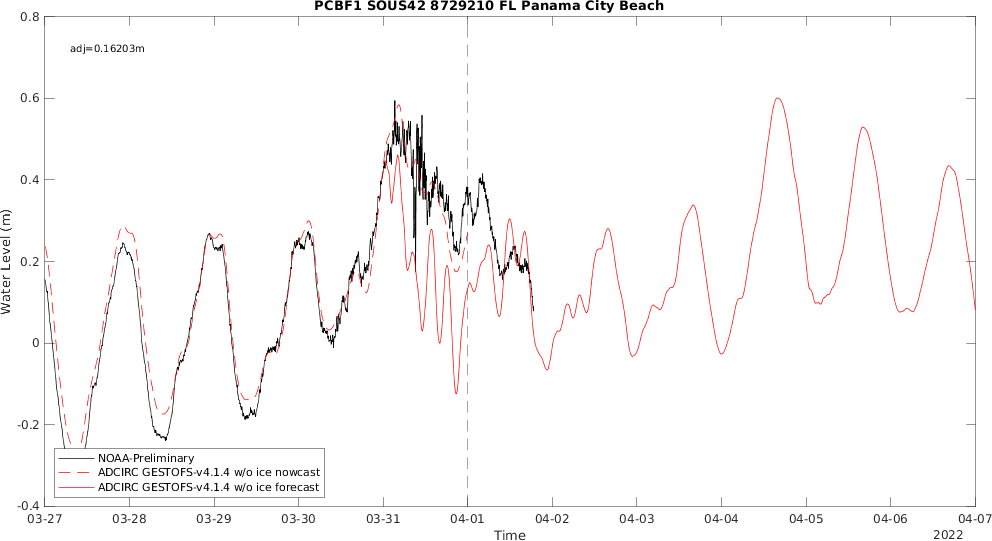 PCBF1 SOUS42 8729210 FL Panama City Beach
adj=0.16203m
0.8
0.6
0.4
0.2
0
-0.2
-0.4
Water Level (m)
NOAA-Preliminary
ADCIRC GESTOFS-v4.1.4 w/o ice nowcast
ADCIRC GESTOFS-v4.1.4 w/o ice forecast
03-27 03-28 03-29 03-30 03-31 04-01 04-02 04-03 04-04 04-05 04-06 04-07
Time
2022